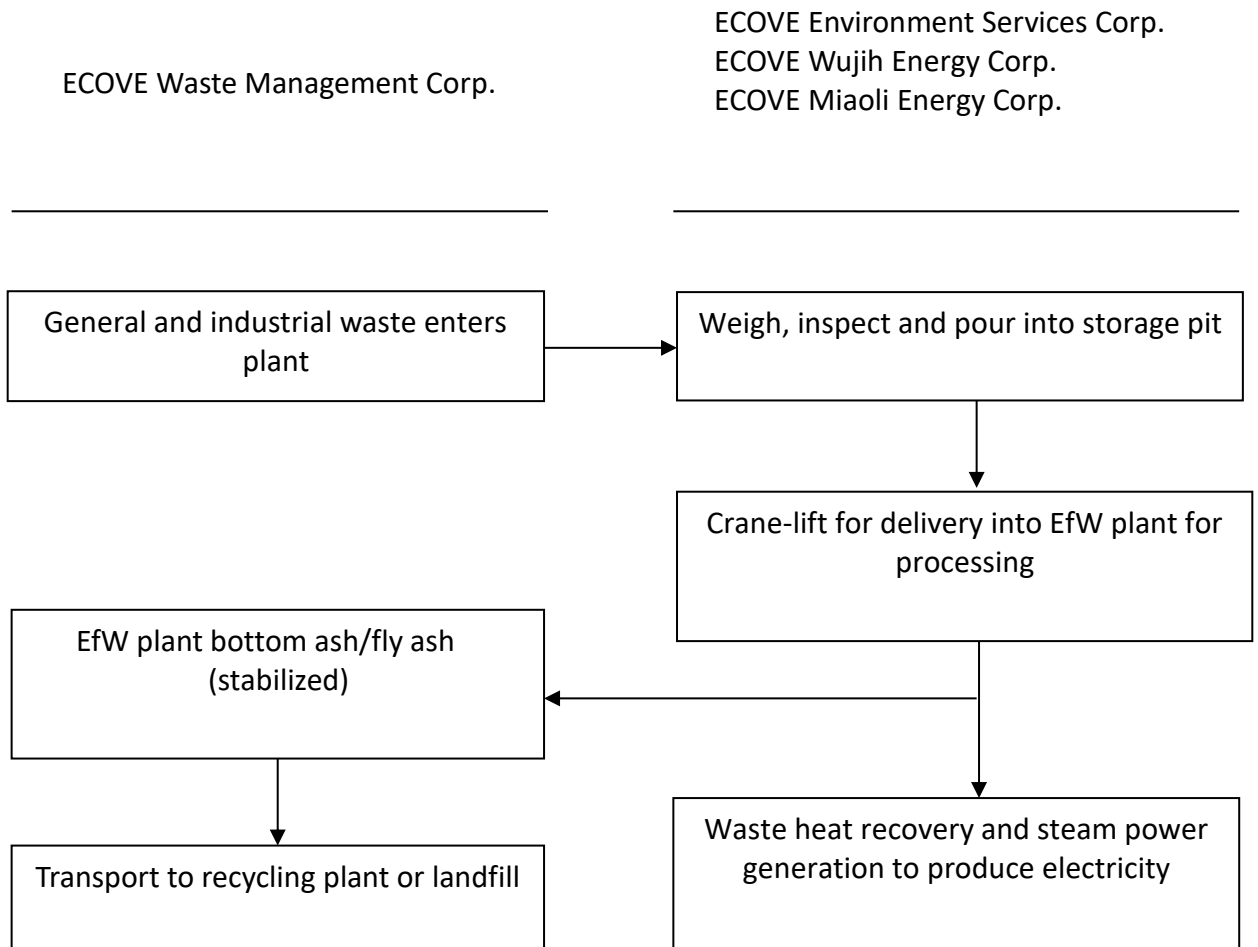 ECOVE Waste Management Corp.
ECOVE Environment Services Corp.
ECOVE Wujih Energy Corp.
ECOVE Miaoli Energy Corp.
General and industrial waste enters
plant
Weigh, inspect and pour into storage pit
Crane-lift for delivery into EfW plant for
processing
EfW plant bottom ash/fly ash
(stabilized)
Transport to recycling plant or landfill
Waste heat recovery and steam power
generation to produce electricity